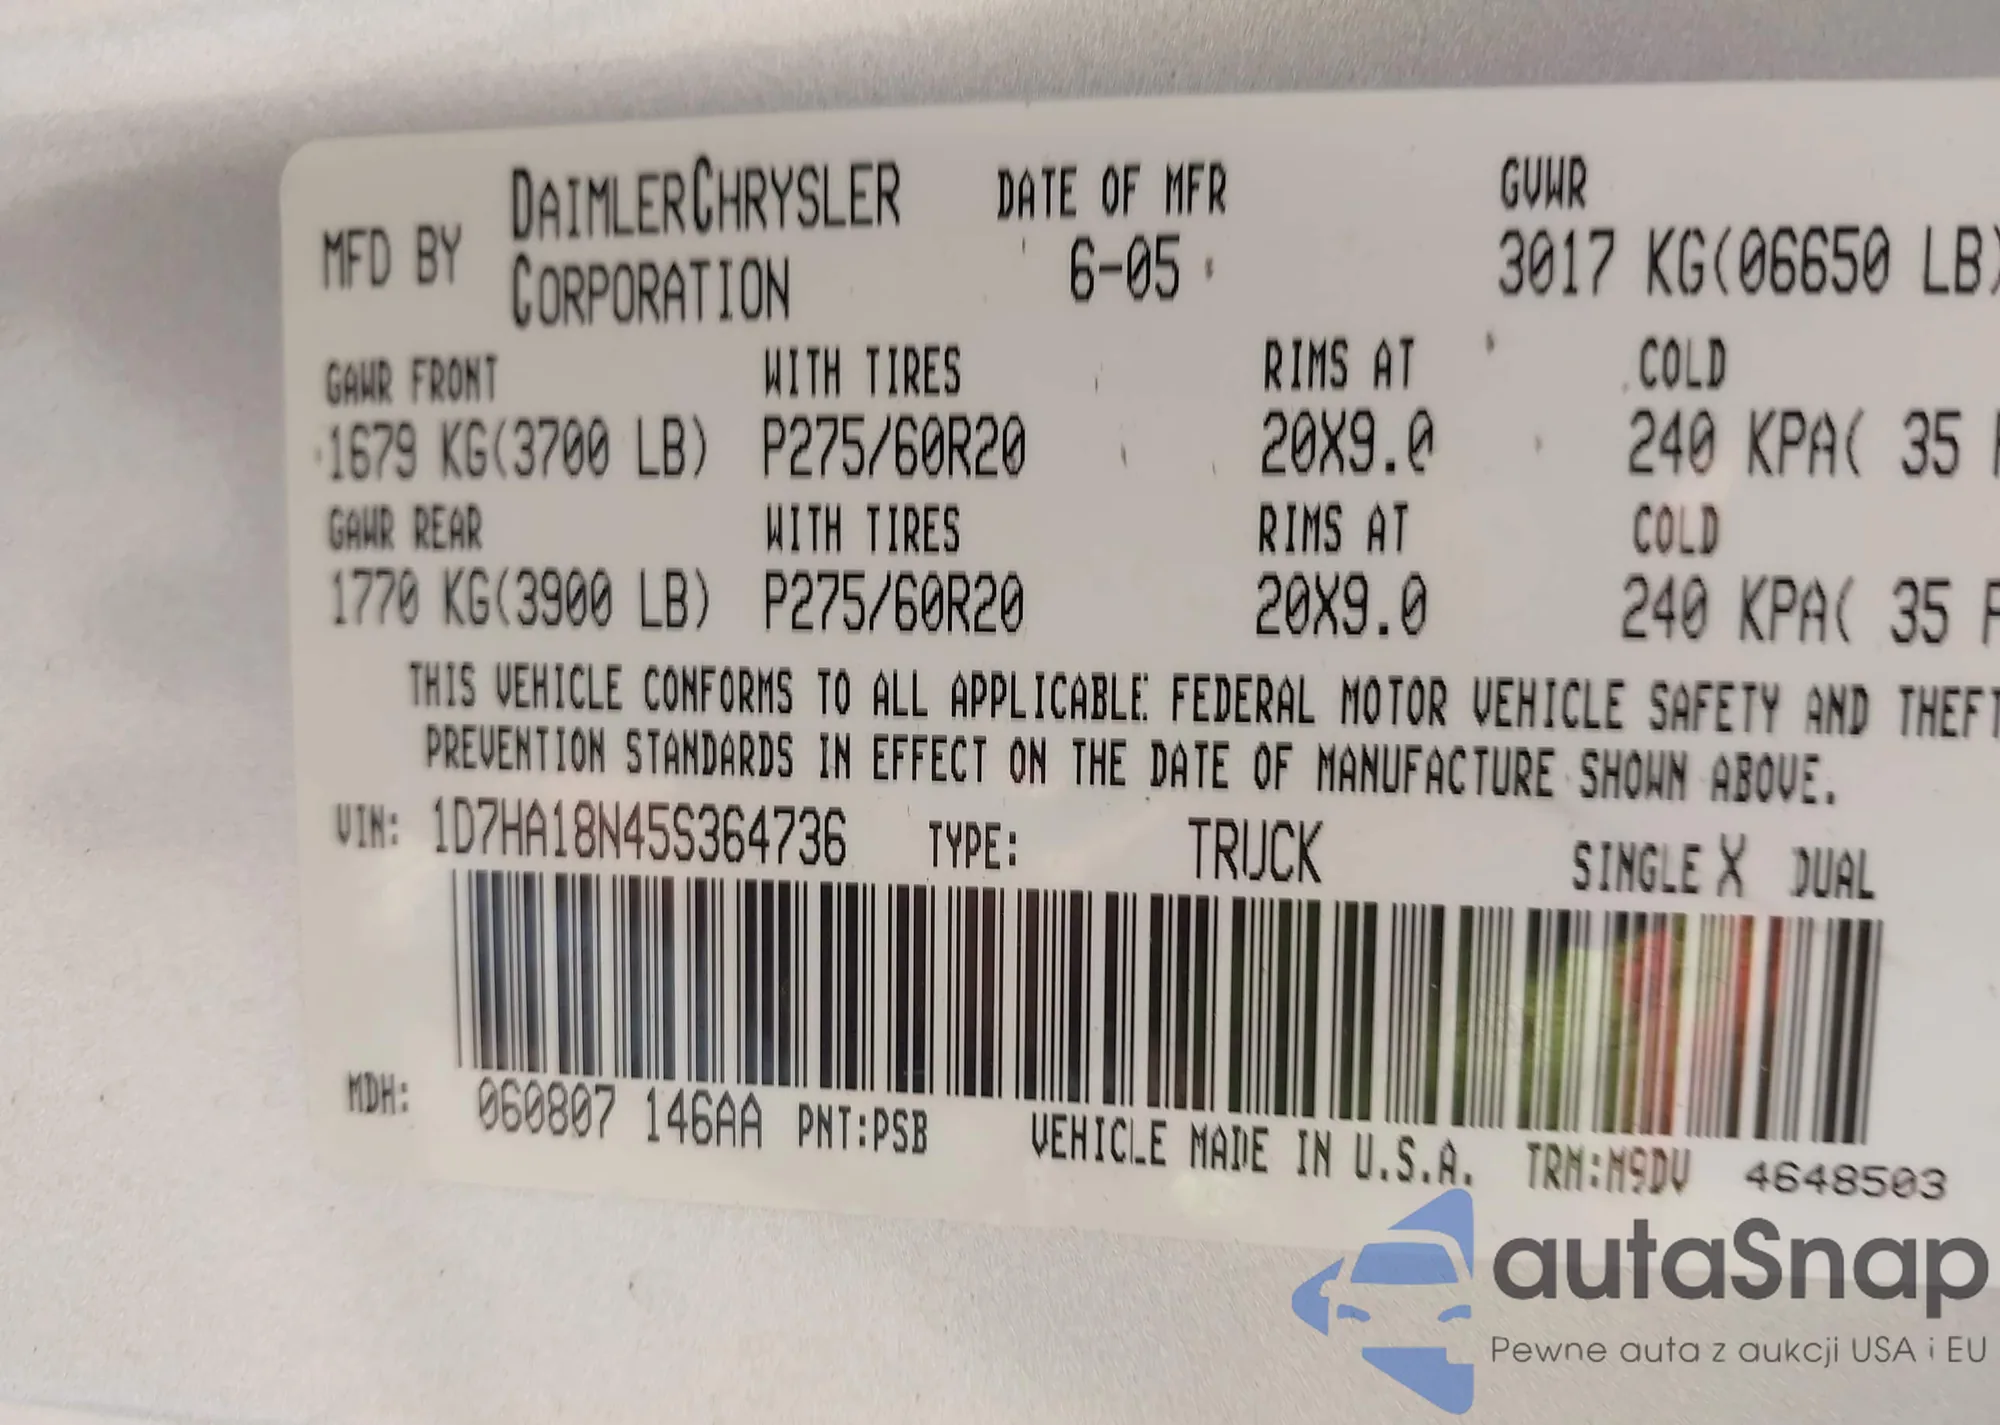 MFD BY DAIMLERCHRYSLER CORPORATION DATE OF MFR 6-05 GVWR 3017 KG(06650 LB)
GAWR FRONT WITH TIRES RIMS AT COLD
1679 KG(3700 LB) P275/60R20 20X9.0 240 KPA( 35
GAWR REAR WITH TIRES RIMS AT COLD
1770 KG(3900 LB) P275/60R20 20X9.0 240 KPA( 35
THIS VEHICLE CONFORMS TO ALL APPLICABLE FEDERAL MOTOR VEHICLE SAFETY AND THEFT
PREVENTION STANDARDS IN EFFECT ON THE DATE OF MANUFACTURE SHOWN ABOVE.
VIN: 1D7HA18N45S364736 TYPE: TRUCK SINGLE X DUAL
MDH: 060807 146AA PNT:PSB VEHICLE MADE IN U.S.A. TRM:M9DV 4648503
autaSnap
Pewne auta z aukcji USA i EU